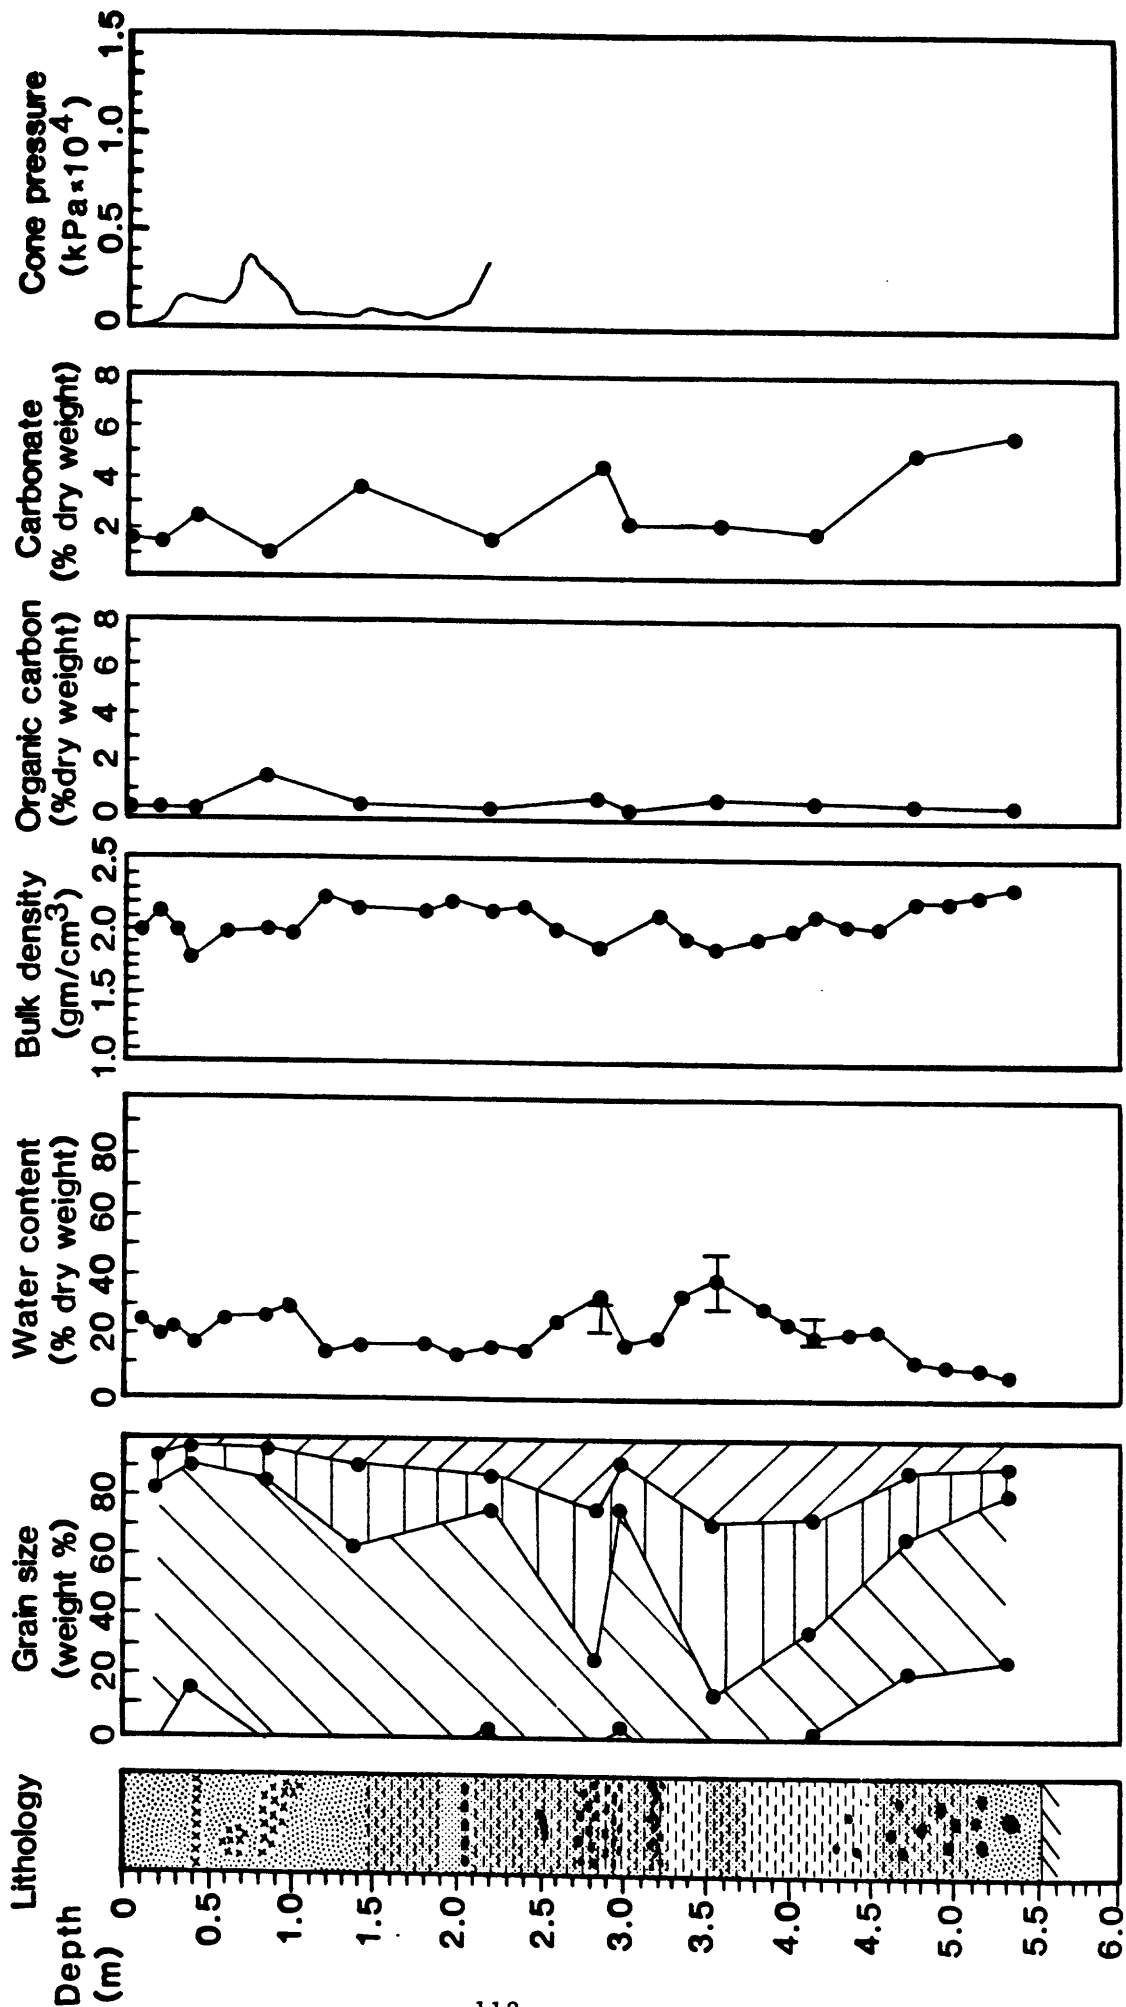 Cone pressure
(kPa×10⁴)
0
0.5
1.0
1.5
Carbonate
(% dry weight)
2
4
6
8
Organic carbon
(%dry weight)
0
2
4
6
8
Bulk density
(gm/cm³)
1.0
1.5
2.0
2.5
Water content
(% dry weight)
0
20
40
60
80
Grain size
(weight %)
0
20
40
60
80
Lithology
Depth
(m)
0
0.5
1.0
1.5
2.0
2.5
3.0
3.5
4.0
4.5
5.0
5.5
6.0